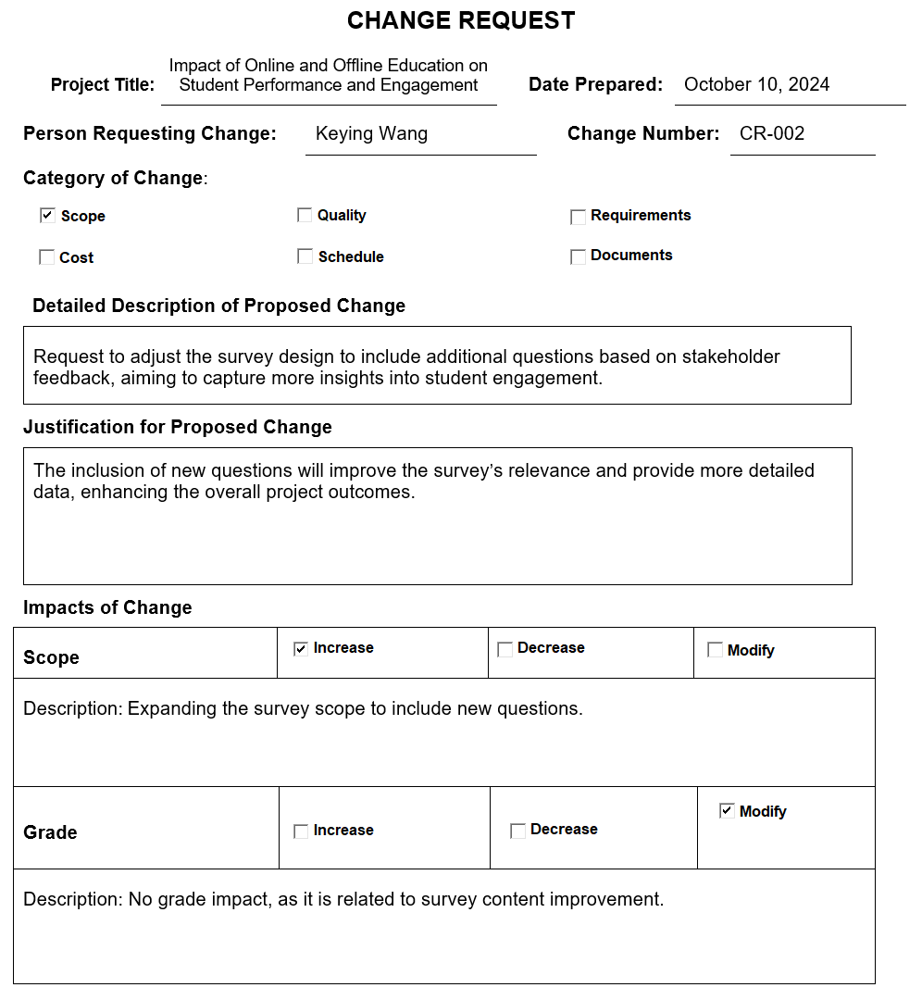 CHANGE REQUEST
Project Title:
Impact of Online and Offline Education on
Student Performance and Engagement
Date Prepared: October 10, 2024
Person Requesting Change: Keying Wang
Change Number: CR-002
Category of Change:
Scope
Quality
Requirements
Cost
Schedule
Documents
Detailed Description of Proposed Change
Request to adjust the survey design to include additional questions based on stakeholder
feedback, aiming to capture more insights into student engagement.
Justification for Proposed Change
The inclusion of new questions will improve the survey’s relevance and provide more detailed
data, enhancing the overall project outcomes.
Impacts of Change
Scope
Increase
Decrease
Modify
Description: Expanding the survey scope to include new questions.
Grade
Increase
Decrease
Modify
Description: No grade impact, as it is related to survey content improvement.